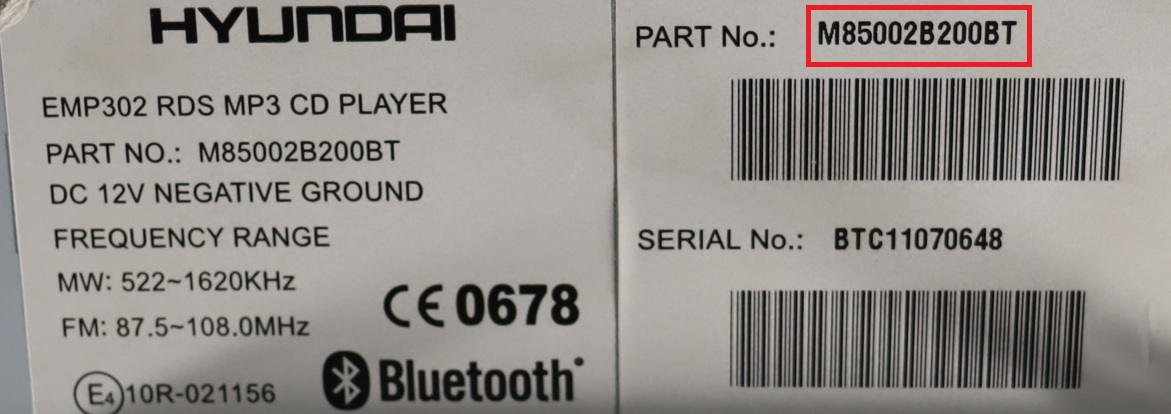 HYUNDAI
EMP302 RDS MP3 CD PLAYER
PART NO.: M85002B200BT
DC 12V NEGATIVE GROUND
FREQUENCY RANGE
MW: 522~1620KHz
FM: 87.5~108.0MHz
CE 0678
E4 10R-021156
Bluetooth
PART No.: M85002B200BT
SERIAL No.: BTC11070648